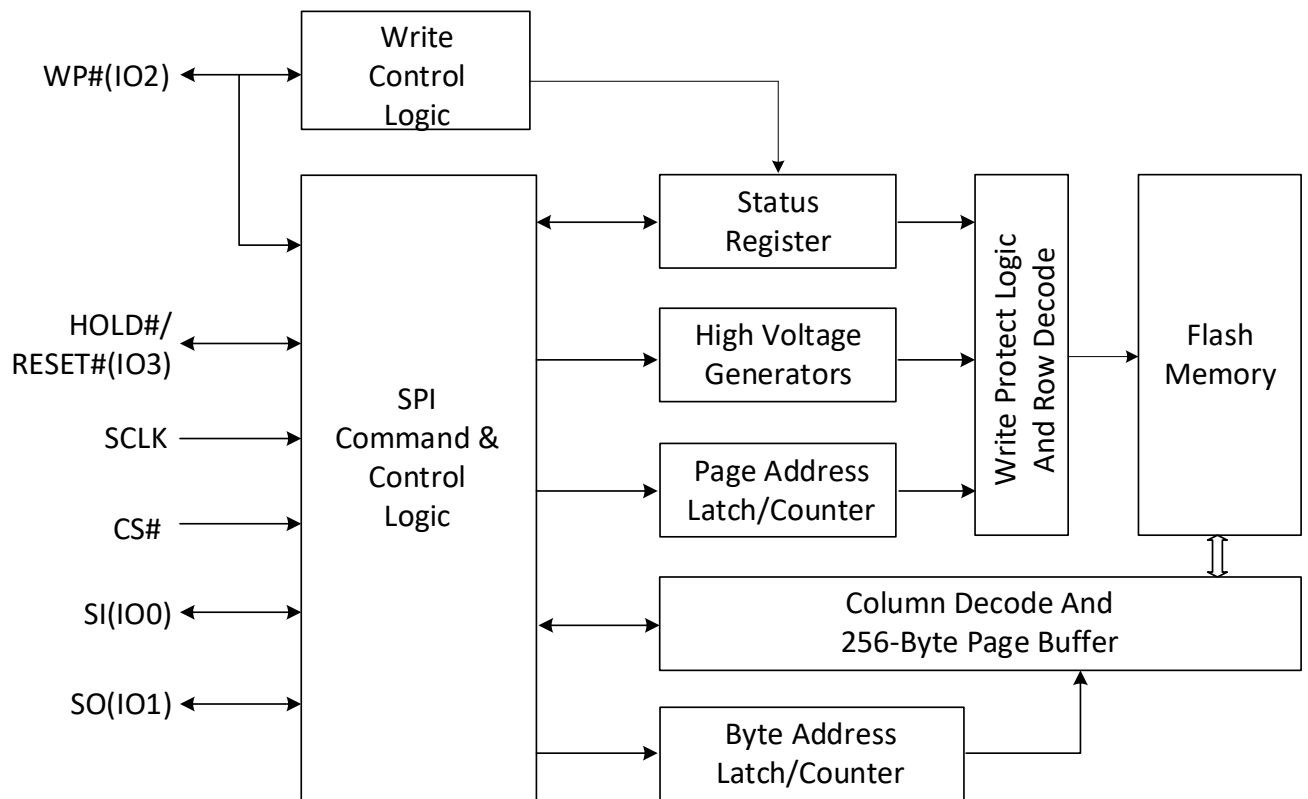 WP#(IO2)
Write
Control
Logic
HOLD#/
RESET#(IO3)
SCLK
CS#
SI(IO0)
SO(IO1)
SPI
Command &
Control
Logic
Status
Register
High Voltage
Generators
Page Address
Latch/Counter
Write Protect Logic
And Row Decode
Flash
Memory
Column Decode And
256-Byte Page Buffer
Byte Address
Latch/Counter